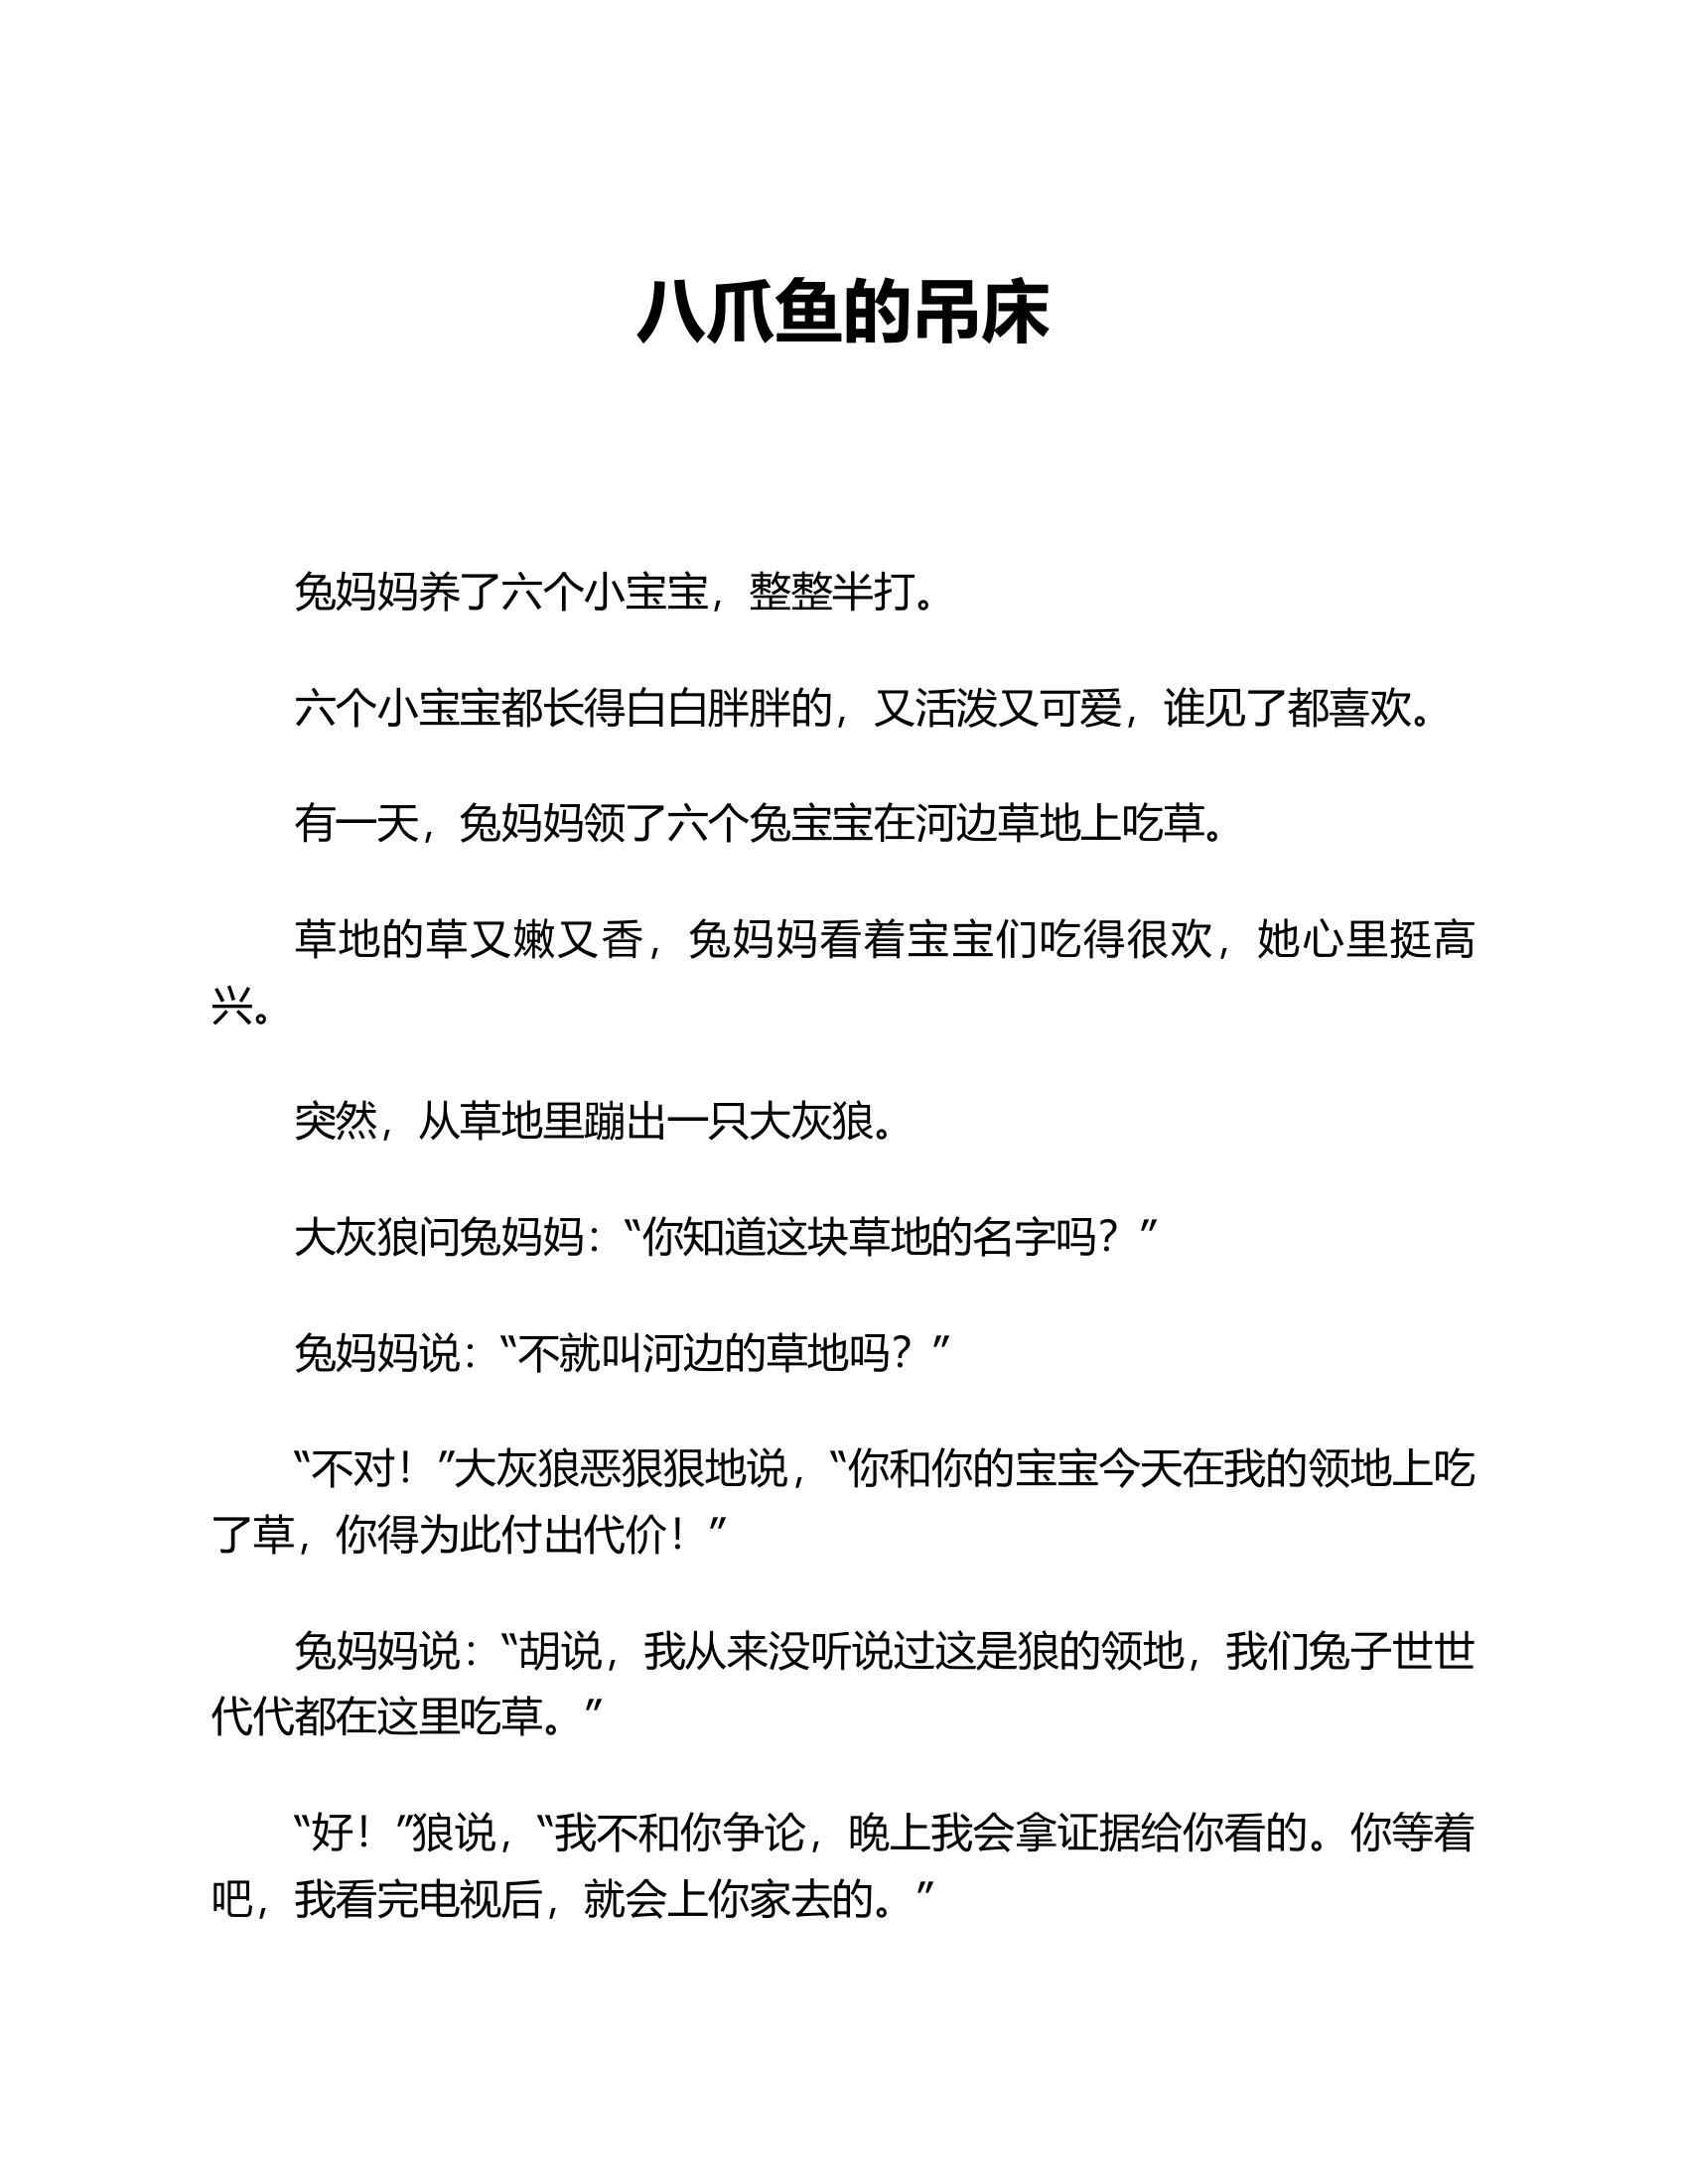 八爪鱼的吊床
兔妈妈养了六个小宝宝，整整半打。
六个小宝宝都长得白白胖胖的，又活泼又可爱，谁见了都喜欢。
有一天，兔妈妈领了六个兔宝宝在河边草地上吃草。
草地的草又嫩又香，兔妈妈看着宝宝们吃得很欢，她心里挺高
兴。
突然，从草地里蹦出一只大灰狼。
大灰狼问兔妈妈：“你知道这块草地的名字吗？”
兔妈妈说：“不就叫河边的草地吗？”
“不对！”大灰狼恶狠狠地说，“你和你的宝宝今天在我的领地上吃
了草，你得为此付出代价！”
兔妈妈说：“胡说，我从来没听说过这是狼的领地，我们兔子世世
代代都在这里吃草。”
“好！”狼说，“我不和你争论，晚上我会拿证据给你看的。你等着
吧，我看完电视后，就会上你家去的。”